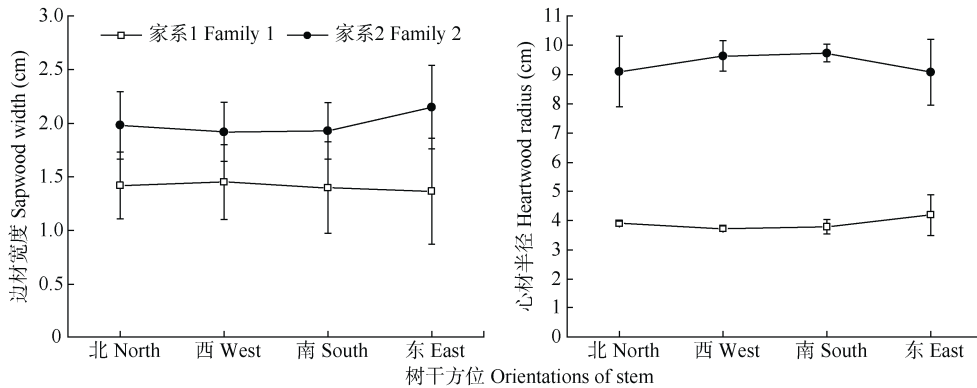 边材宽度 Sapwood width (cm)
3.0
2.5
2.0
1.5
1.0
0.5
0
家系1 Family 1
家系2 Family 2
北 North
西 West
南 South
东 East
心材半径 Heartwood radius (cm)
11
10
9
8
7
6
5
4
3
2
1
0
北 North
西 West
南 South
东 East
树干方位 Orientations of stem